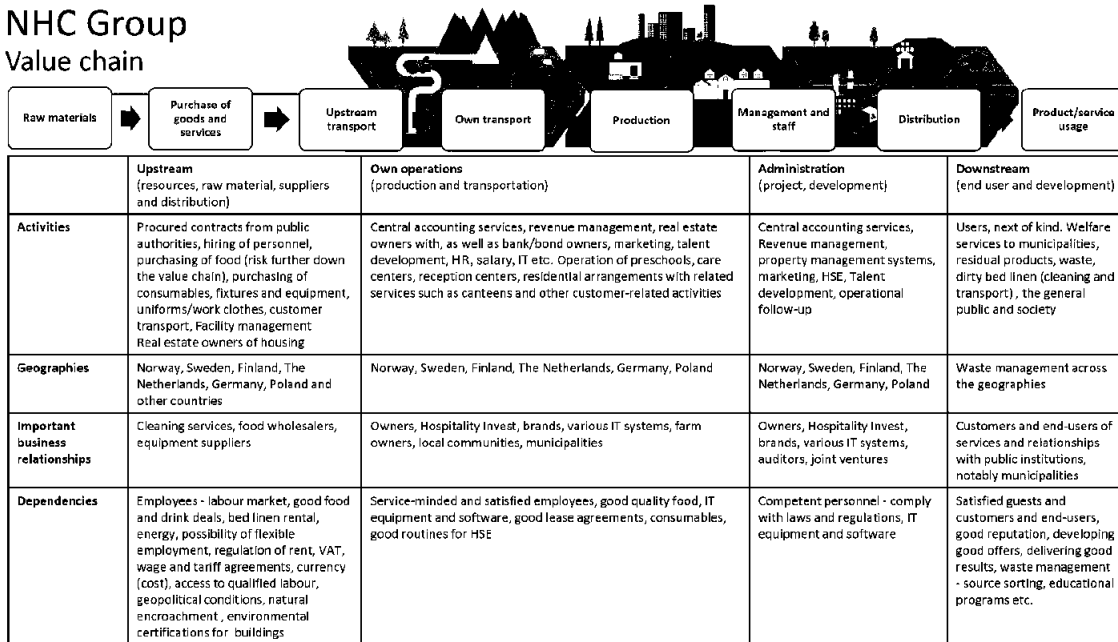 NHC Group
Value chain
Raw materials
Purchase of
goods and
services
Upstream
transport
Own transport
Production
Management and
staff
Distribution
Product/service
usage
Upstream
(resources, raw material, suppliers
and distribution)
Own operations
(production and transportation)
Administration
(project, development)
Downstream
(end user and development)
Activities
Procured contracts from public
authorities, hiring of personnel,
purchasing of food (risk further down
the value chain), purchasing of
consumables, fixtures and equipment,
uniforms/work clothes, customer
transport, Facility management
Real estate owners of housing
Central accounting services, revenue management, real estate
owners with, as well as bank/bond owners, marketing, talent
development, HR, salary, IT etc. Operation of preschools, care
centers, reception centers, residential arrangements with related
services such as canteens and other customer-related activities
Central accounting services,
Revenue management,
property management systems,
marketing, HSE, Talent
development, operational
follow-up
Users, next of kind. Welfare
services to municipalities,
residual products, waste,
dirty bed linen (cleaning and
transport) , the general
public and society
Geographies
Norway, Sweden, Finland, The
Netherlands, Germany, Poland and
other countries
Norway, Sweden, Finland, The Netherlands, Germany, Poland
Norway, Sweden, Finland, The
Netherlands, Germany, Poland
Waste management across
the geographies
Important
business
relationships
Cleaning services, food wholesalers,
equipment suppliers
Owners, Hospitality Invest, brands, various IT systems, farm
owners, local communities, municipalities
Owners, Hospitality Invest,
brands, various IT systems,
auditors, joint ventures
Customers and end-users of
services and relationships
with public institutions,
notably municipalities
Dependencies
Employees - labour market, good food
and drink deals, bed linen rental,
energy, possibility of flexible
employment, regulation of rent, VAT,
wage and tariff agreements, currency
(cost), access to qualified labour,
geopolitical conditions, natural
encroachment , environmental
certifications for buildings
Service-minded and satisfied employees, good quality food, IT
equipment and software, good lease agreements, consumables,
good routines for HSE
Competent personnel - comply
with laws and regulations, IT
equipment and software
Satisfied guests and
customers and end-users,
good reputation, developing
good offers, delivering good
results, waste management
- source sorting, educational
programs etc.